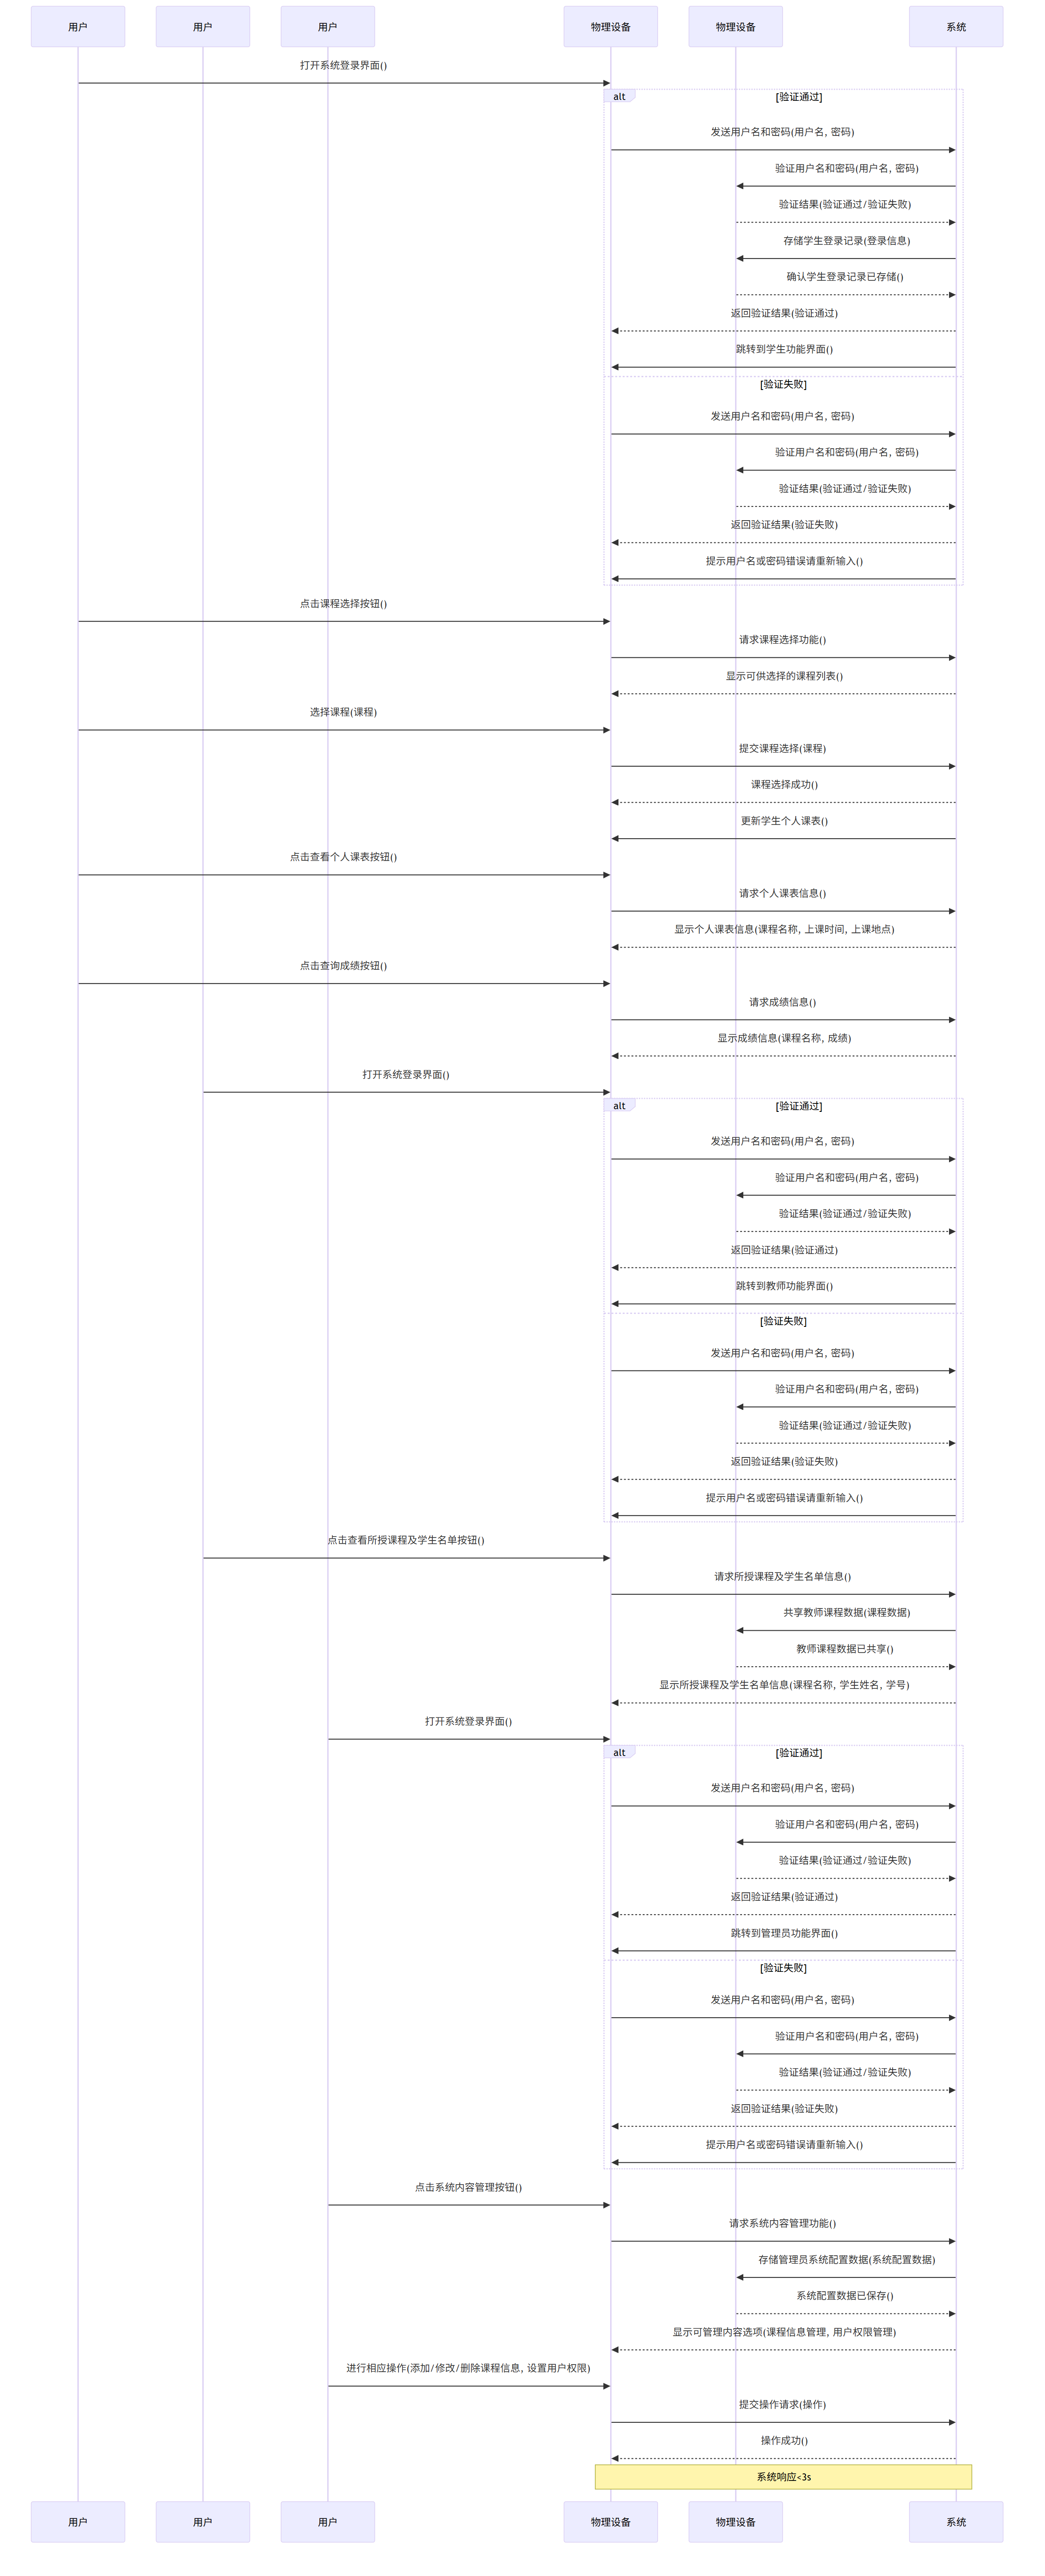 用户
用户
用户
物理设备
物理设备
系统
打开系统登录界面()
alt
[验证通过]
发送用户名和密码(用户名, 密码)
验证用户名和密码(用户名, 密码)
验证结果(验证通过/验证失败)
存储学生登录记录(登录信息)
确认学生登录记录已存储()
返回验证结果(验证通过)
跳转到学生功能界面()
[验证失败]
发送用户名和密码(用户名, 密码)
验证用户名和密码(用户名, 密码)
验证结果(验证通过/验证失败)
返回验证结果(验证失败)
提示用户名或密码错误请重新输入()
点击课程选择按钮()
请求课程选择功能()
显示可供选择的课程列表()
选择课程(课程)
提交课程选择(课程)
课程选择成功()
更新学生个人课表()
点击查看个人课表按钮()
请求个人课表信息()
显示个人课表信息(课程名称, 上课时间, 上课地点)
点击查询成绩按钮()
请求成绩信息()
显示成绩信息(课程名称, 成绩)
打开系统登录界面()
alt
[验证通过]
发送用户名和密码(用户名, 密码)
验证用户名和密码(用户名, 密码)
验证结果(验证通过/验证失败)
返回验证结果(验证通过)
跳转到教师功能界面()
[验证失败]
发送用户名和密码(用户名, 密码)
验证用户名和密码(用户名, 密码)
验证结果(验证通过/验证失败)
返回验证结果(验证失败)
提示用户名或密码错误请重新输入()
点击查看所授课程及学生名单按钮()
请求所授课程及学生名单信息()
共享教师课程数据(课程数据)
教师课程数据已共享()
显示所授课程及学生名单信息(课程名称, 学生姓名, 学号)
打开系统登录界面()
alt
[验证通过]
发送用户名和密码(用户名, 密码)
验证用户名和密码(用户名, 密码)
验证结果(验证通过/验证失败)
返回验证结果(验证通过)
跳转到管理员功能界面()
[验证失败]
发送用户名和密码(用户名, 密码)
验证用户名和密码(用户名, 密码)
验证结果(验证通过/验证失败)
返回验证结果(验证失败)
提示用户名或密码错误请重新输入()
点击系统内容管理按钮()
请求系统内容管理功能()
存储管理员系统配置数据(系统配置数据)
系统配置数据已保存()
显示可管理内容选项(课程信息管理, 用户权限管理)
进行相应操作(添加/修改/删除课程信息, 设置用户权限)
提交操作请求(操作)
操作成功()
系统响应<3s
用户
用户
用户
物理设备
物理设备
系统